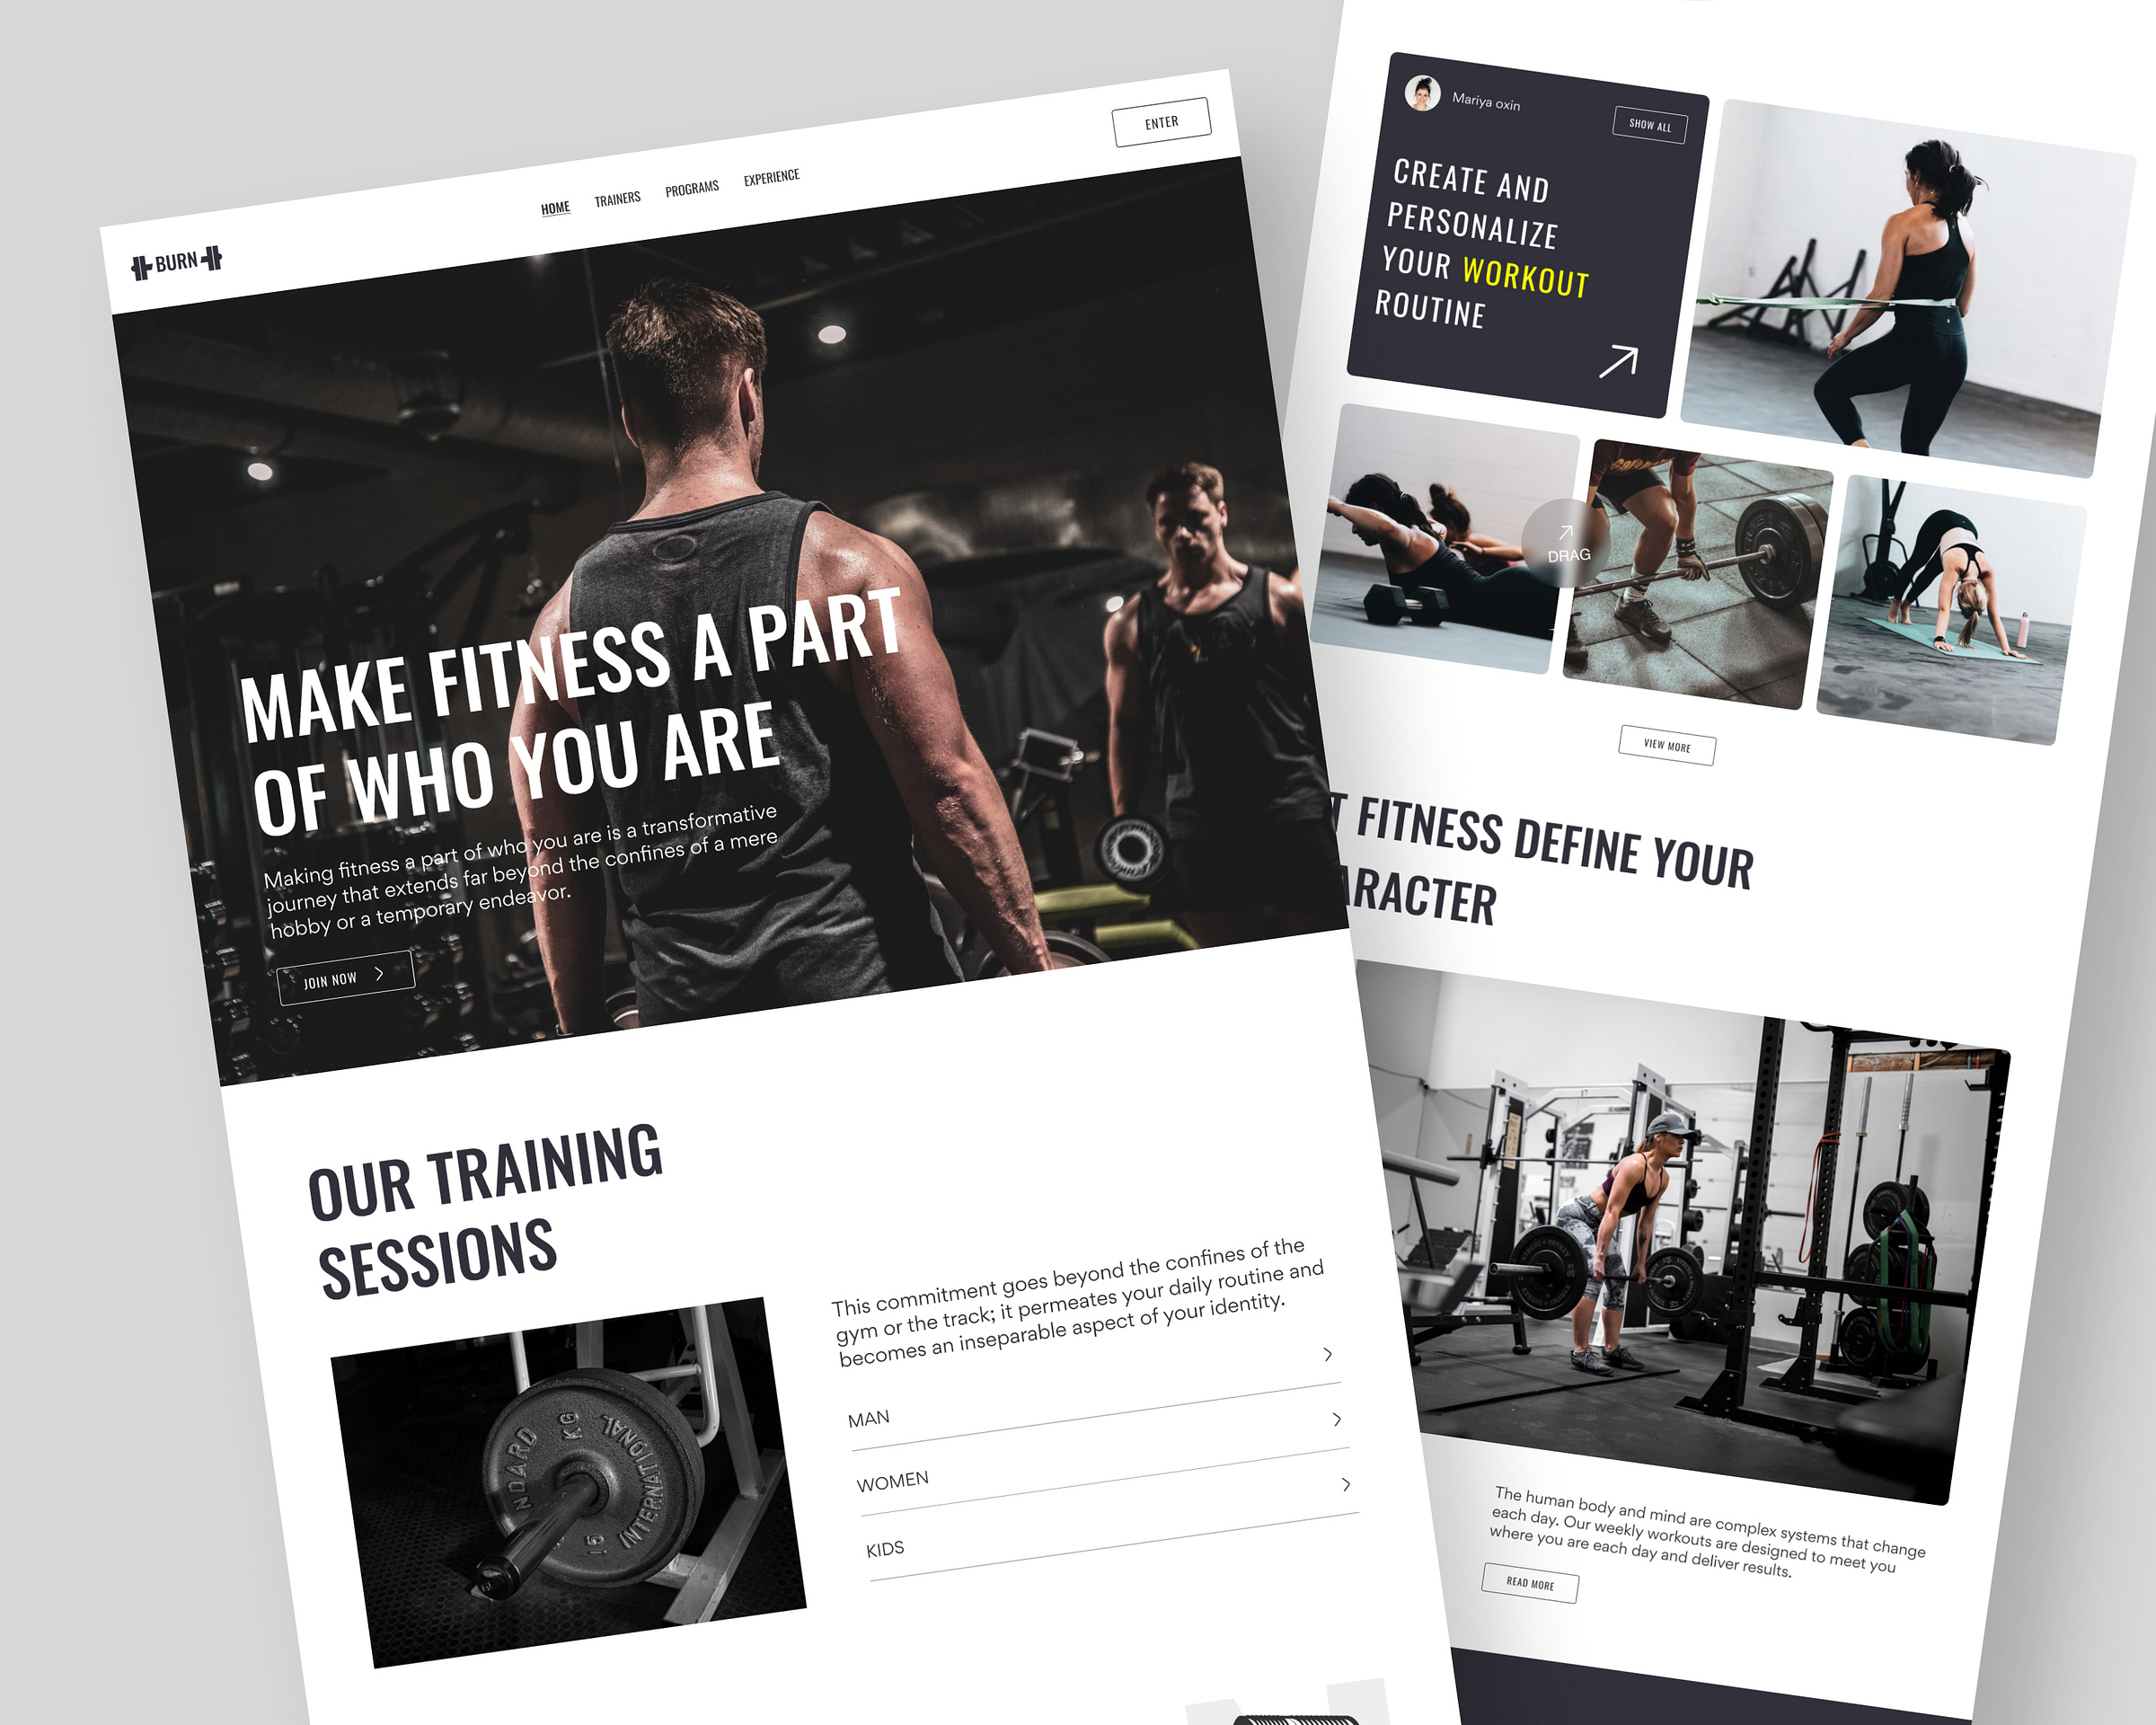 BURN
HOME
TRAINERS
PROGRAMS
EXPERIENCE
ENTER
MAKE FITNESS A PART
OF WHO YOU ARE
Making fitness a part of who you are is a transformative
journey that extends far beyond the confines of a mere
hobby or a temporary endeavor.
JOIN NOW
OUR TRAINING
SESSIONS
NDARD
KG
INTERNATIONAL
This commitment goes beyond the confines of the
gym or the track; it permeates your daily routine and
becomes an inseparable aspect of your identity.
MAN
WOMEN
KIDS
Mariya oxin
SHOW ALL
CREATE AND
PERSONALIZE
YOUR WORKOUT
ROUTINE
DRAG
VIEW MORE
T FITNESS DEFINE YOUR
ARACTER
The human body and mind are complex systems that change
each day. Our weekly workouts are designed to meet you
where you are each day and deliver results.
READ MORE